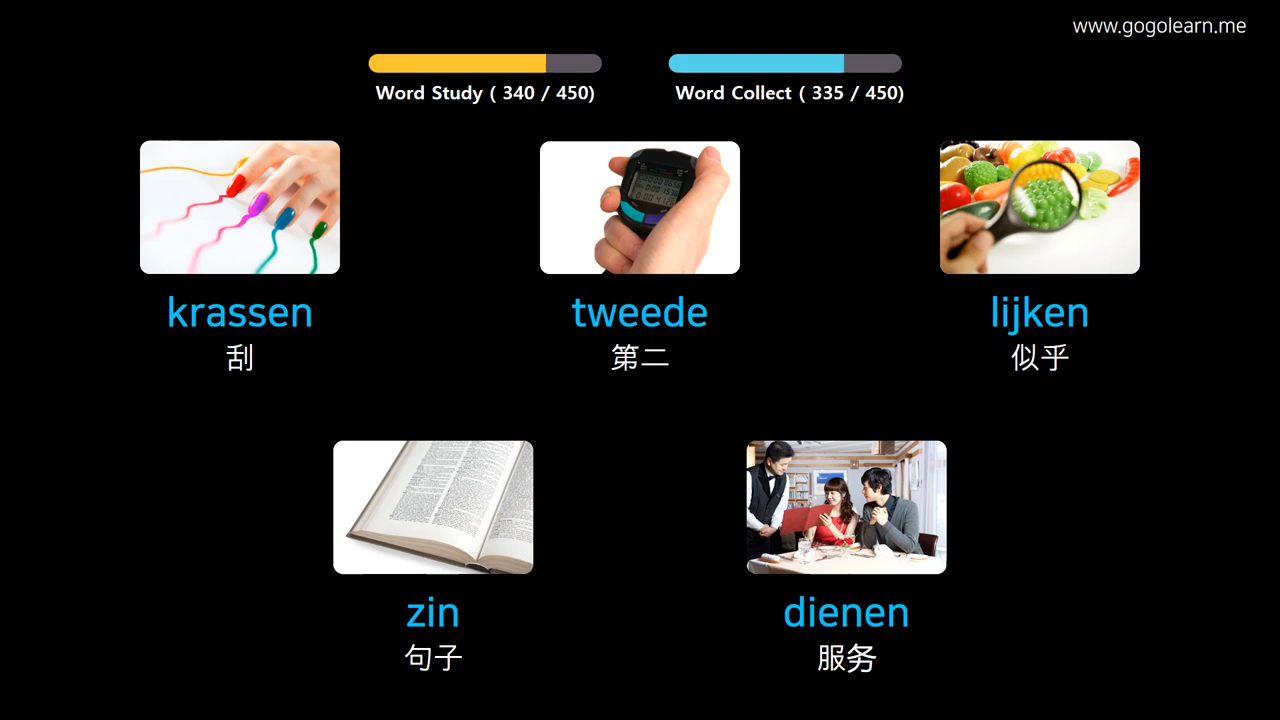 www.gogolearn.me
Word Study ( 340 / 450)
Word Collect ( 335 / 450)
krassen
刮
tweede
第二
lijken
似乎
zin
句子
dienen
服务